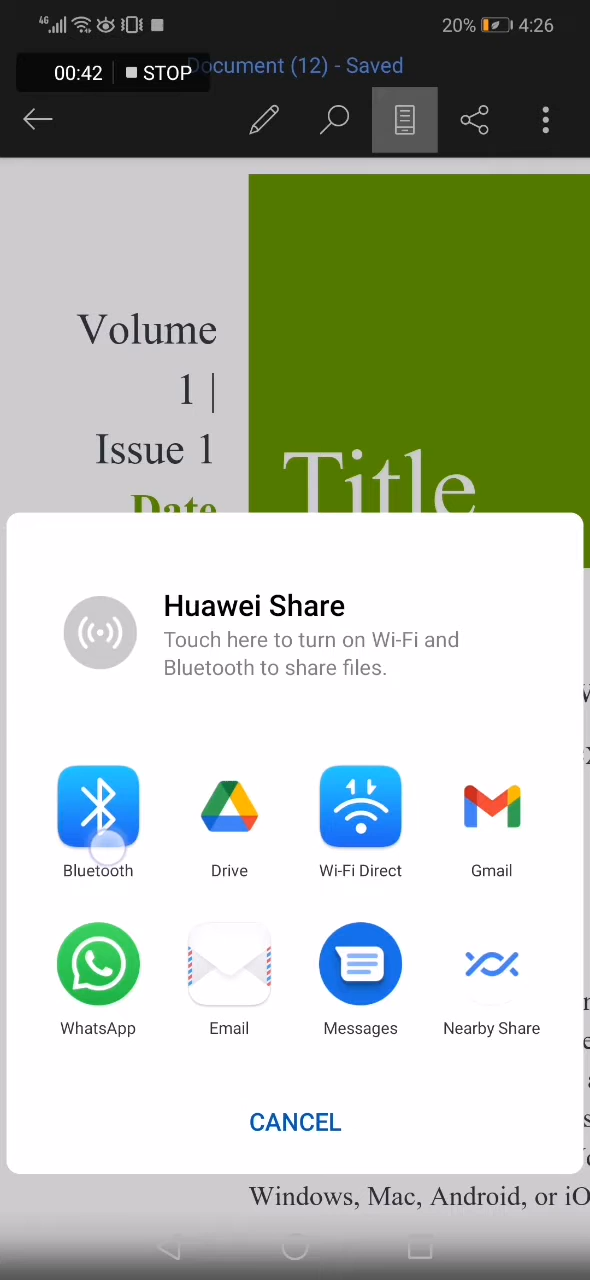 4G
20% 4:26
00:42 STOP
Document (12) - Saved
Volume
1 |
Issue 1
Date
Title
Huawei Share
Touch here to turn on Wi-Fi and
Bluetooth to share files.
Bluetooth Drive Wi-Fi Direct Gmail
WhatsApp Email Messages Nearby Share
CANCEL
Windows, Mac, Android, or iO